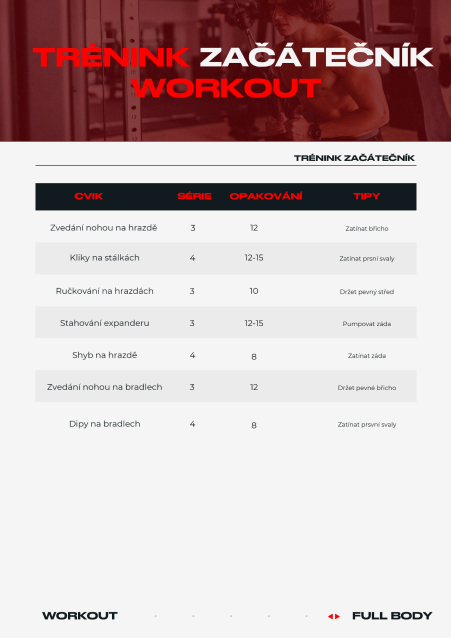 TRÉNINK ZAČÁTEČNÍK
WORKOUT
TRÉNINK ZAČÁTEČNÍK
CVIK SÉRIE OPAKOVÁNÍ TIPY
Zvedání nohou na hrazdě 3 12 Zatínat břicho
Kliky na stálkách 4 12-15 Zatínat prsní svaly
Ručkování na hrazdách 3 10 Držet pevný střed
Stahování expanderu 3 12-15 Pumpovat záda
Shyb na hrazdě 4 8 Zatínat záda
Zvedání nohou na bradlech 3 12 Držet pevné břicho
Dipy na bradlech 4 8 Zatínat prsvní svaly
WORKOUT FULL BODY